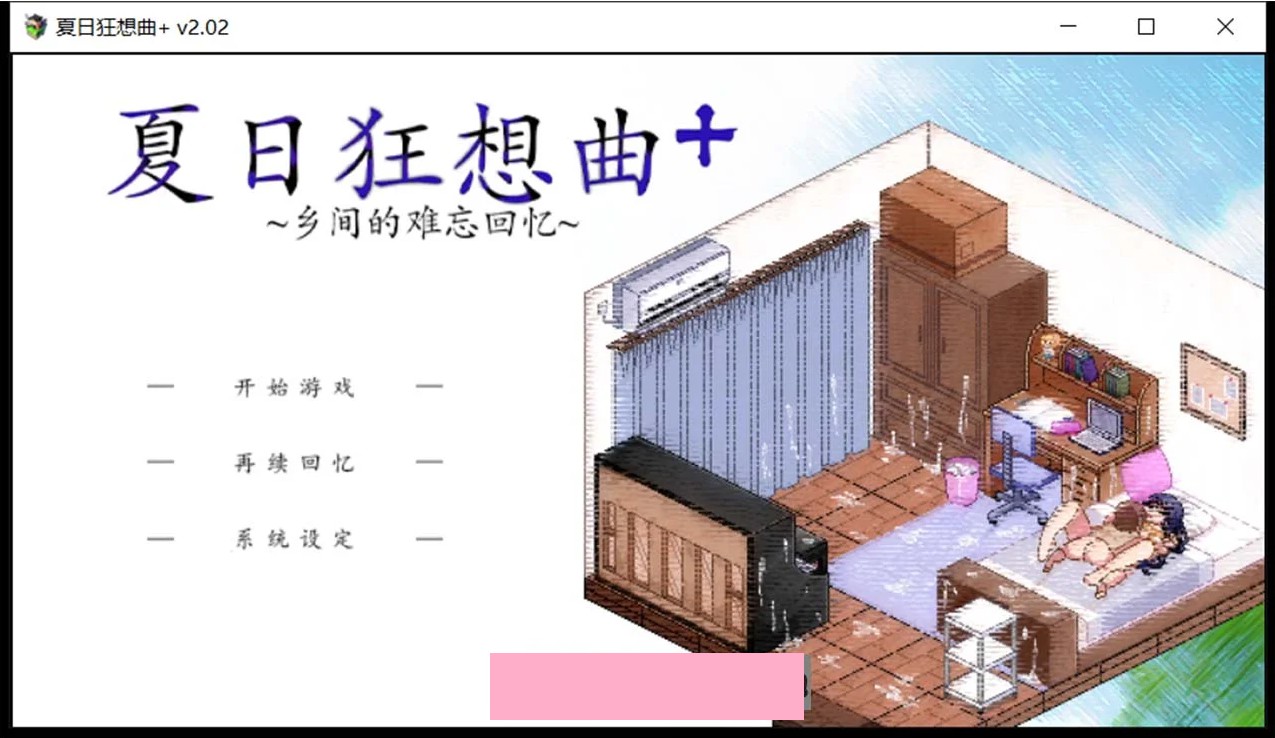 夏日狂想曲+ v2.02
夏日狂想曲+
~乡间的难忘回忆~
— 开始游戏 —
— 再续回忆 —
— 系统设定 —